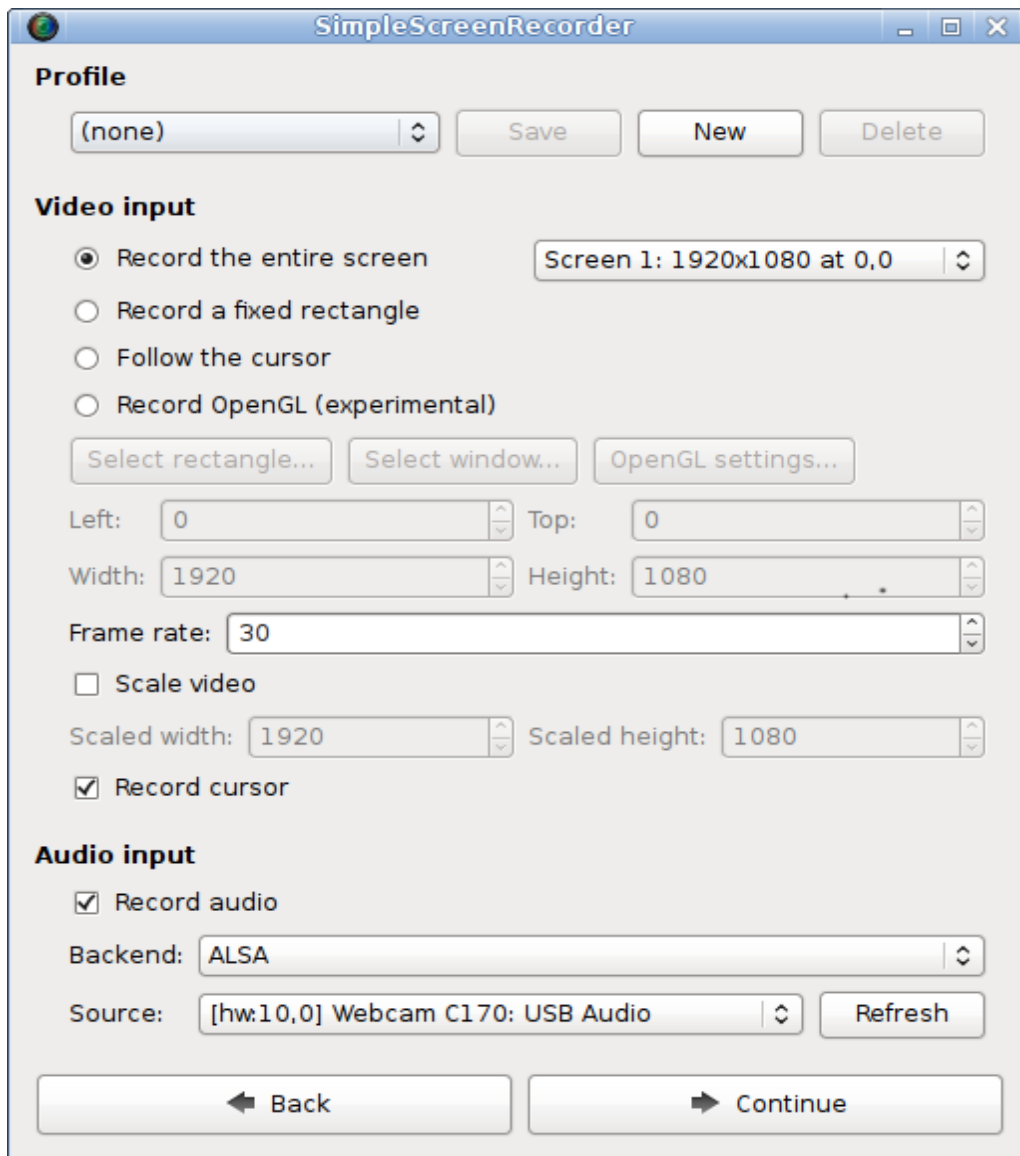 SimpleScreenRecorder
Profile
(none) Save New Delete
Video input
Record the entire screen Screen 1: 1920x1080 at 0,0
Record a fixed rectangle
Follow the cursor
Record OpenGL (experimental)
Select rectangle... Select window... OpenGL settings...
Left: 0 Top: 0
Width: 1920 Height: 1080
Frame rate: 30
Scale video
Scaled width: 1920 Scaled height: 1080
Record cursor
Audio input
Record audio
Backend: ALSA
Source: [hw:10,0] Webcam C170: USB Audio Refresh
Back Continue